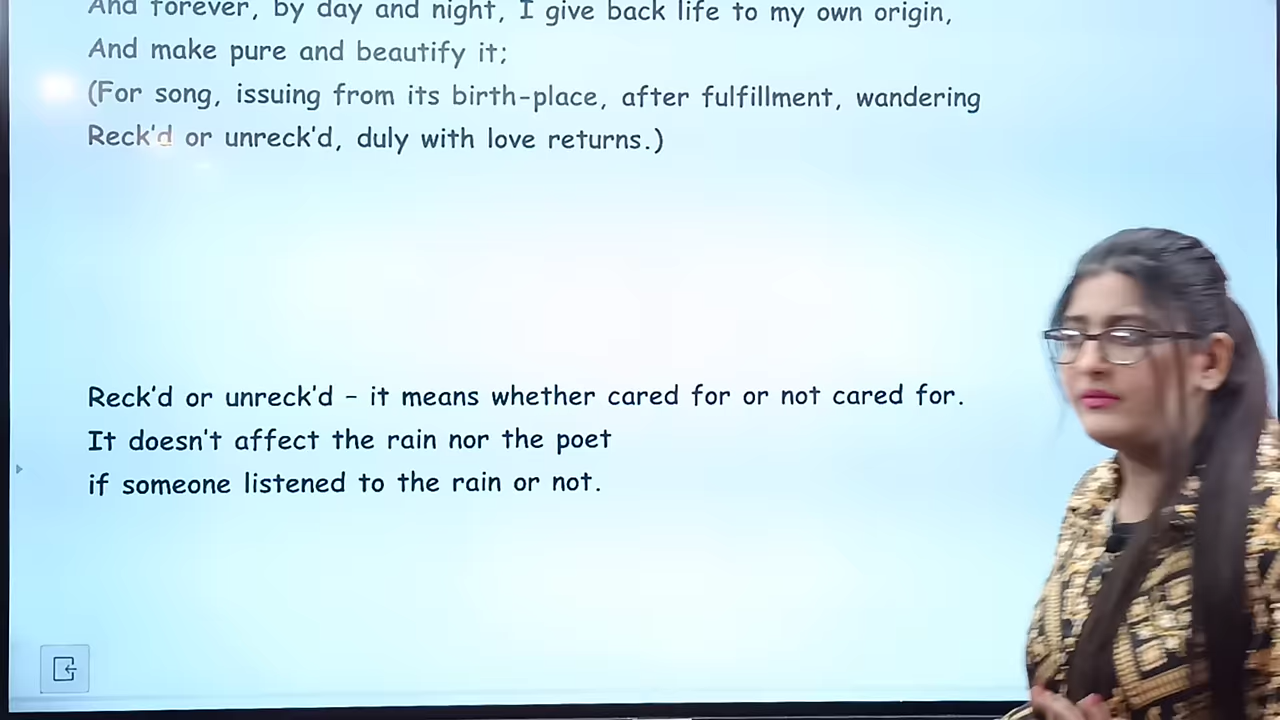 And forever, by day and night, I give back life to my own origin,
And make pure and beautify it;
(For song, issuing from its birth-place, after fulfillment, wandering
Reck'd or unreck'd, duly with love returns.)
Reck'd or unreck'd – it means whether cared for or not cared for.
It doesn't affect the rain nor the poet
if someone listened to the rain or not.